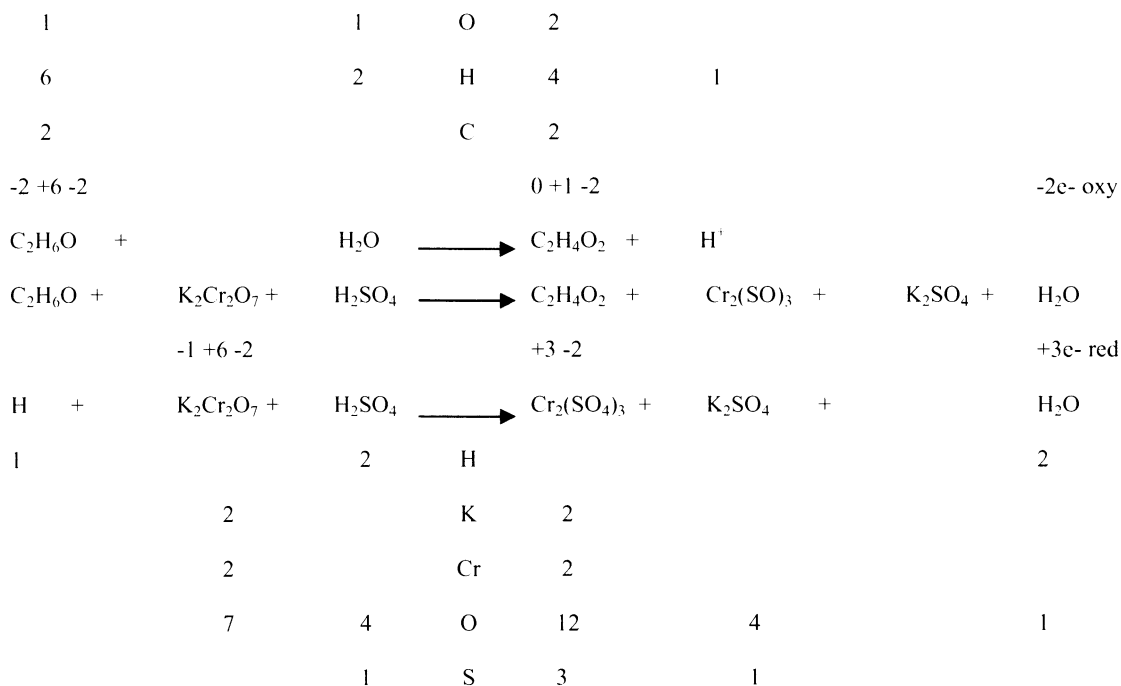 1 1 O 2
6 2 H 4 1
2 C 2
-2 +6 -2 0 +1 -2 -2e- oxy
C₂H₆O + H₂O → C₂H₄O₂ + H⁺
C₂H₆O + K₂Cr₂O₇ + H₂SO₄ → C₂H₄O₂ + Cr₂(SO)₃ + K₂SO₄ + H₂O
-1 +6 -2 +3 -2 +3e- red
H + K₂Cr₂O₇ + H₂SO₄ → Cr₂(SO₄)₃ + K₂SO₄ + H₂O
1 2 H 2
2 K 2
2 Cr 2
7 4 O 12 4 1
1 S 3 1